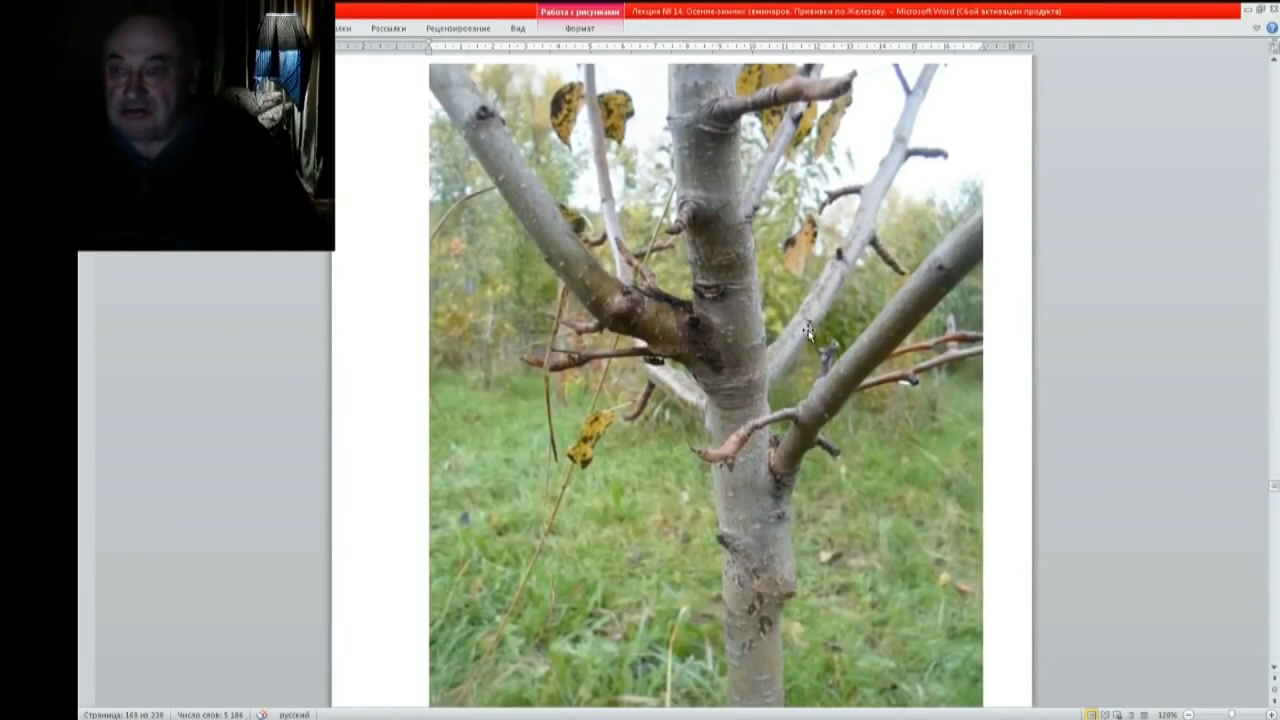 Работа с рисунками
Лекция № 14. Осенне-зимних семинаров. Прививки по Железову. - Microsoft Word (Сбой активации продукта)
Рассылки
Рецензирование
Вид
Формат
Страница: 163 из 238
Число слов: 5 186
русский
120%